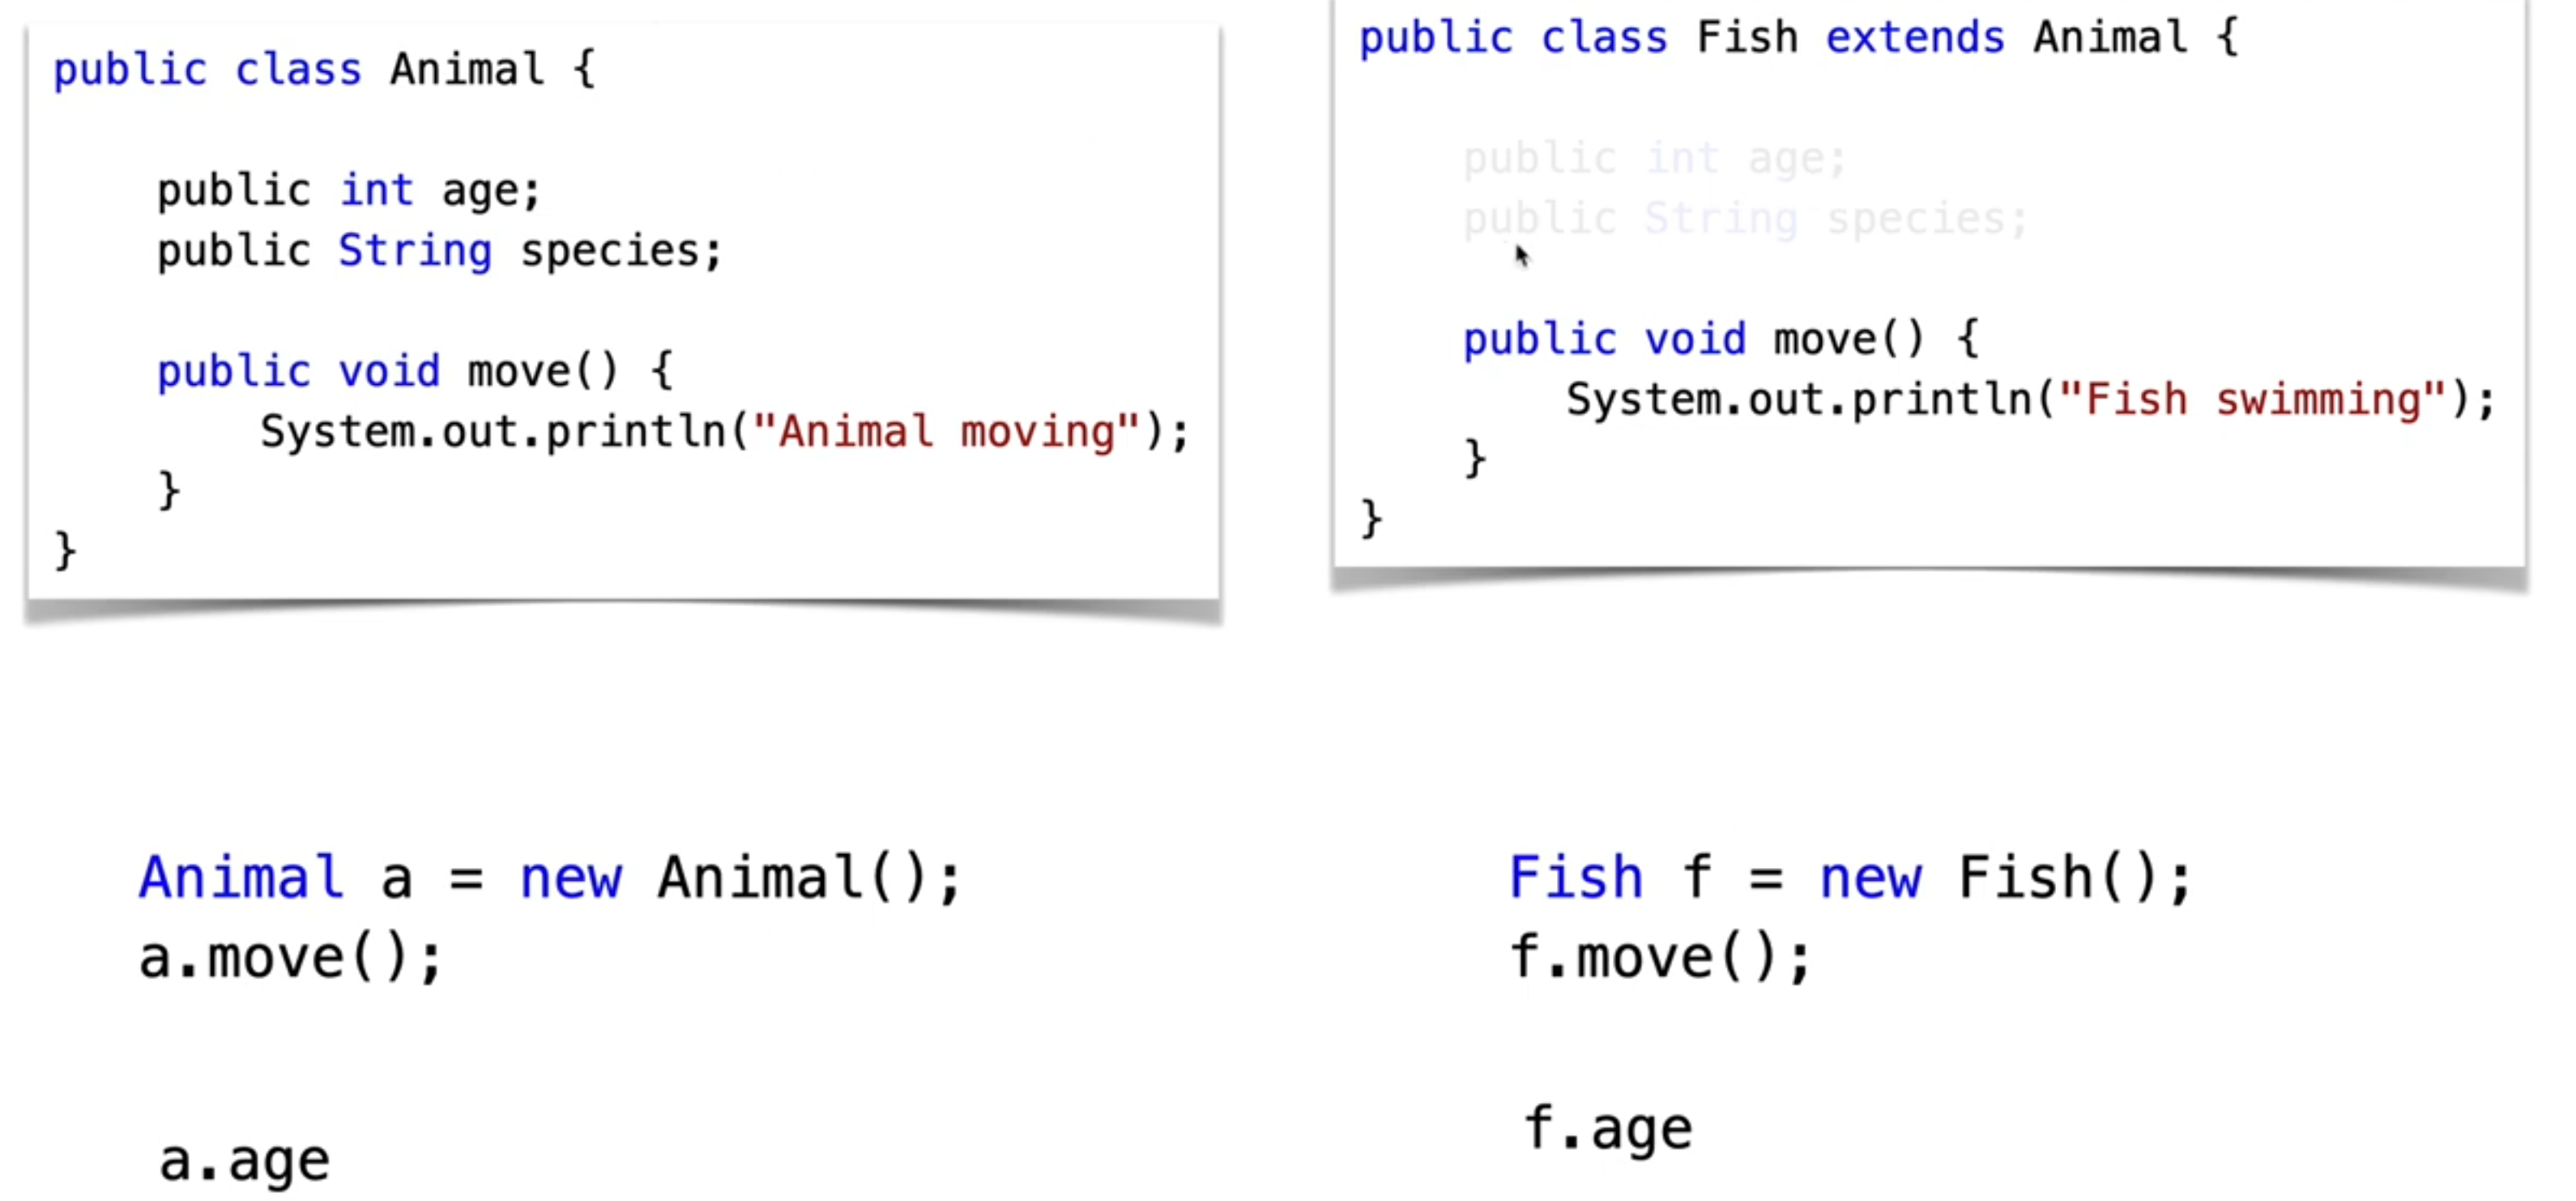 public class Animal {
public int age;
public String species;
public void move() {
System.out.println("Animal moving");
}
}
public class Fish extends Animal {
public int age;
public String species;
public void move() {
System.out.println("Fish swimming");
}
}
Animal a = new Animal();
a.move();
a.age
Fish f = new Fish();
f.move();
f.age